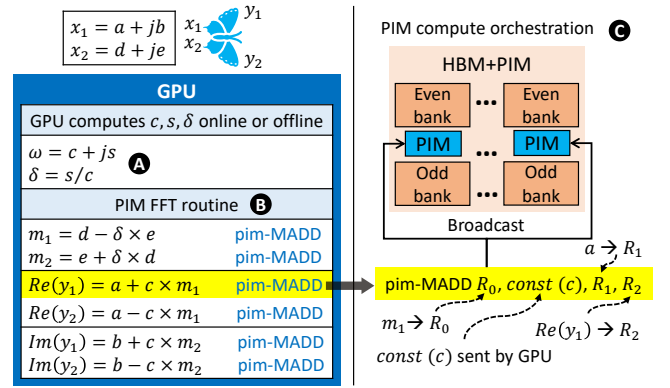 x₁ = a + jb
x₂ = d + je
x₁
x₂
y₁
y₂
GPU
GPU computes c, s, δ online or offline
ω = c + js
δ = s/c
A
PIM FFT routine B
m₁ = d − δ × e pim-MADD
m₂ = e + δ × d pim-MADD
Re(y₁) = a + c × m₁ pim-MADD
Re(y₂) = a − c × m₁ pim-MADD
Im(y₁) = b + c × m₂ pim-MADD
Im(y₂) = b − c × m₂ pim-MADD
PIM compute orchestration C
HBM+PIM
Even bank ... Even bank
PIM ... PIM
Odd bank ... Odd bank
Broadcast
a → R₁
pim-MADD R₀, const (c), R₁, R₂
m₁ → R₀
Re(y₁) → R₂
const (c) sent by GPU